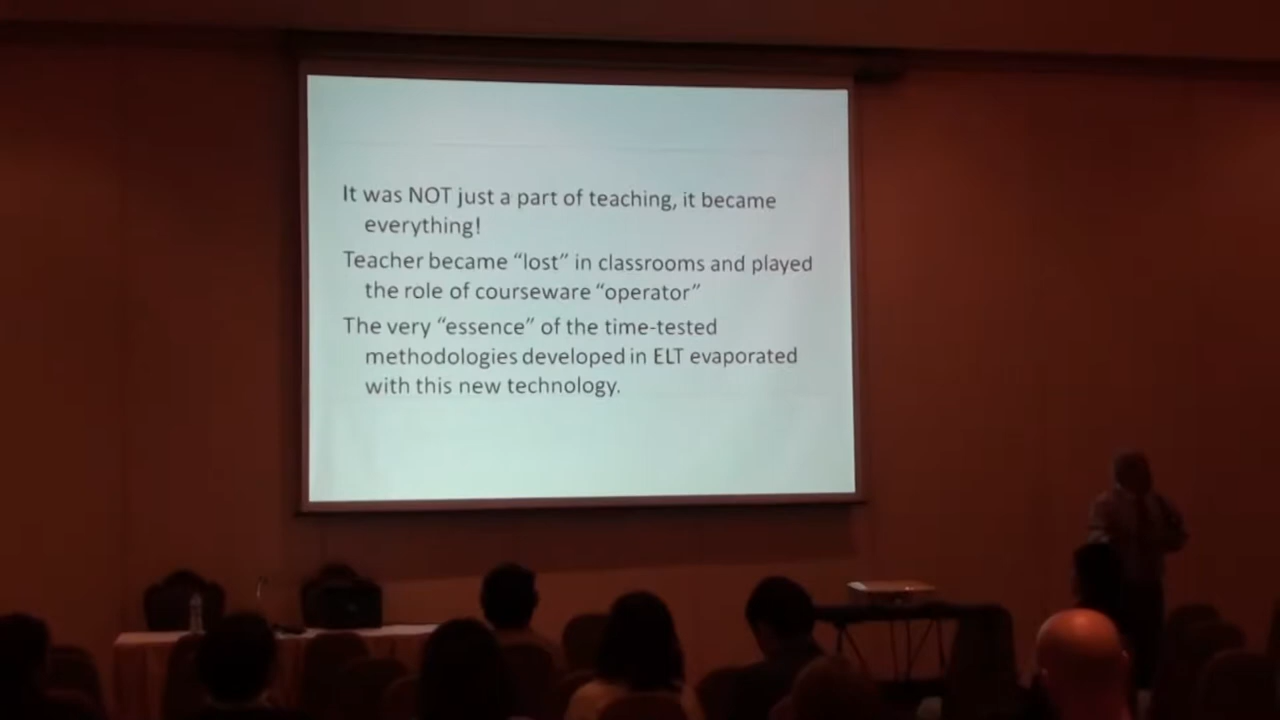 It was NOT just a part of teaching, it became
everything!
Teacher became “lost” in classrooms and played
the role of courseware “operator”
The very “essence” of the time-tested
methodologies developed in ELT evaporated
with this new technology.